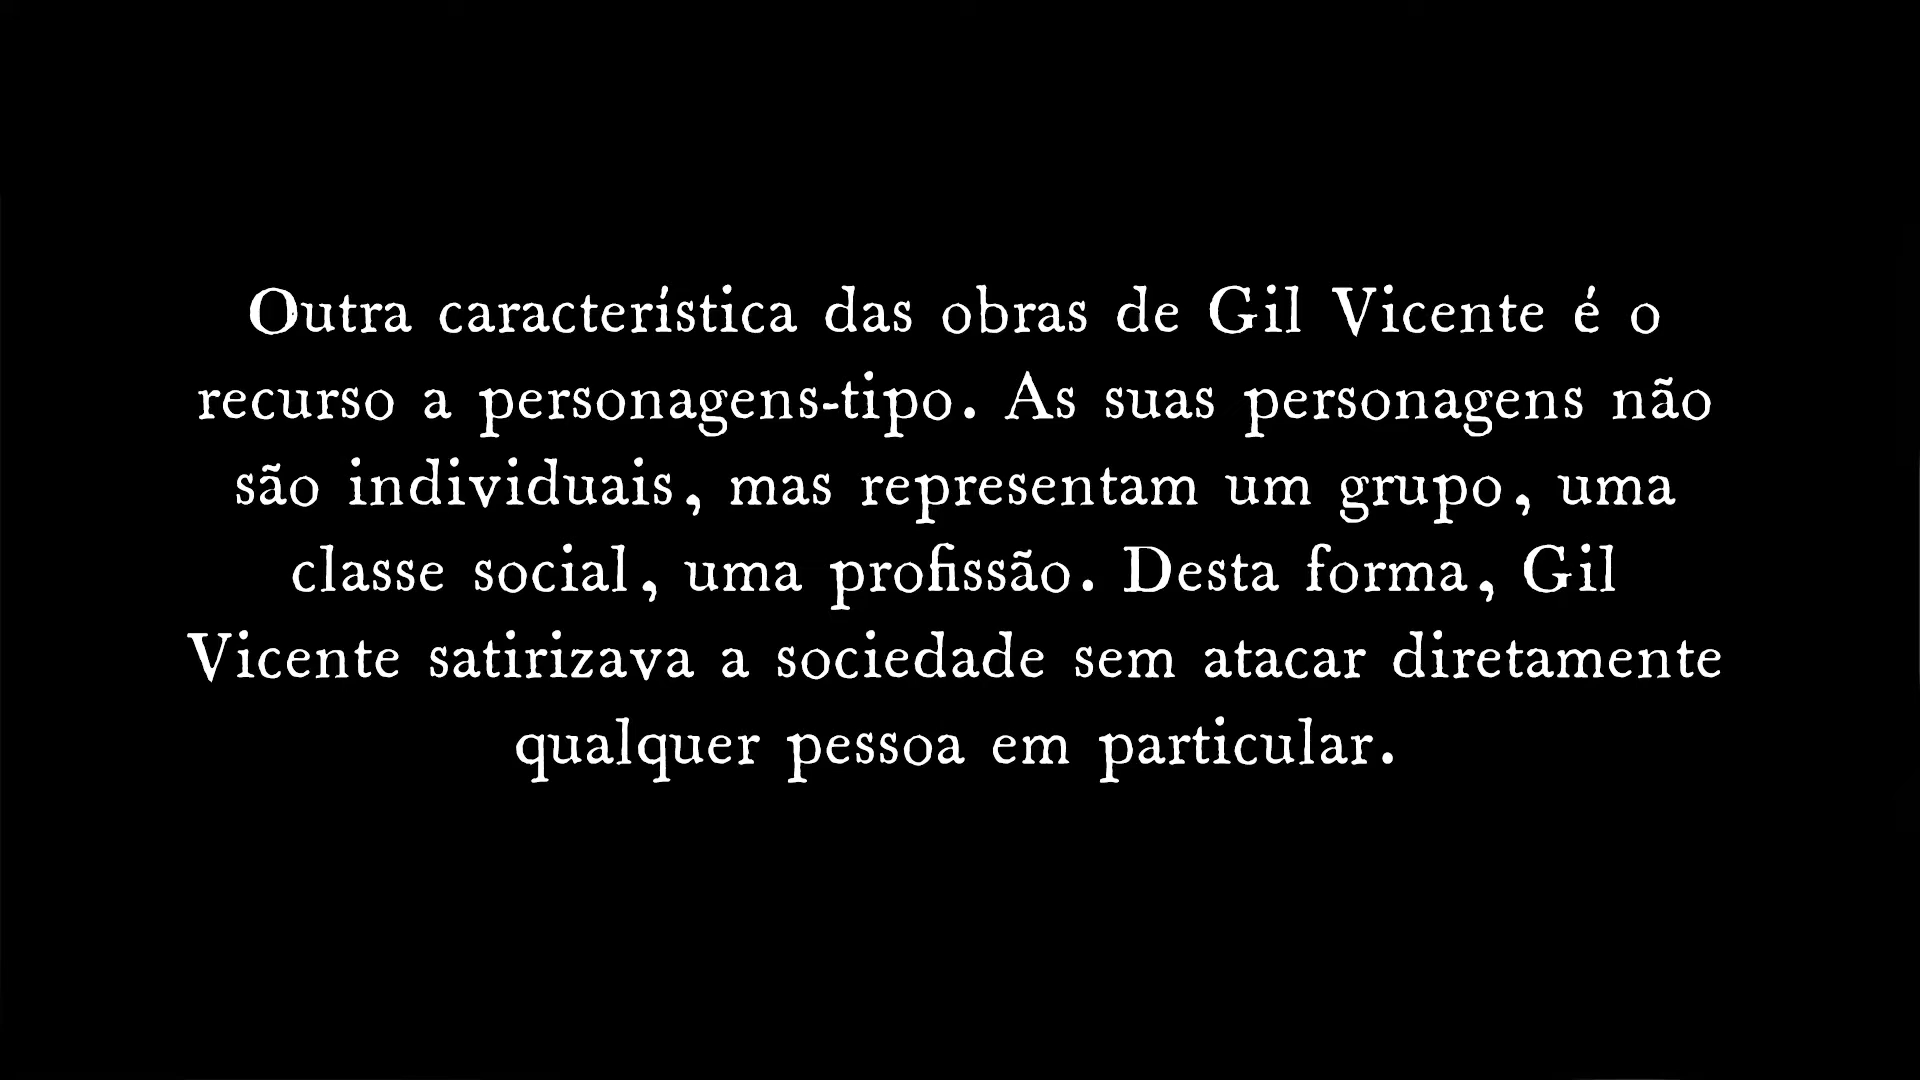 Outra característica das obras de Gil Vicente é o
recurso a personagens-tipo. As suas personagens não
são individuais, mas representam um grupo, uma
classe social, uma profissão. Desta forma, Gil
Vicente satirizava a sociedade sem atacar diretamente
qualquer pessoa em particular.